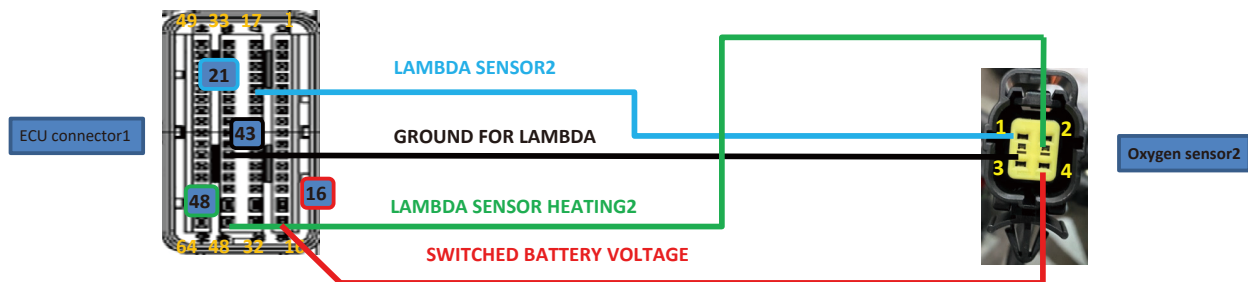 49 33 17 1
21
LAMBDA SENSOR2
ECU connector1
43
GROUND FOR LAMBDA
1 2
3 4
Oxygen sensor2
48
16
LAMBDA SENSOR HEATING2
64 48 32 16
SWITCHED BATTERY VOLTAGE